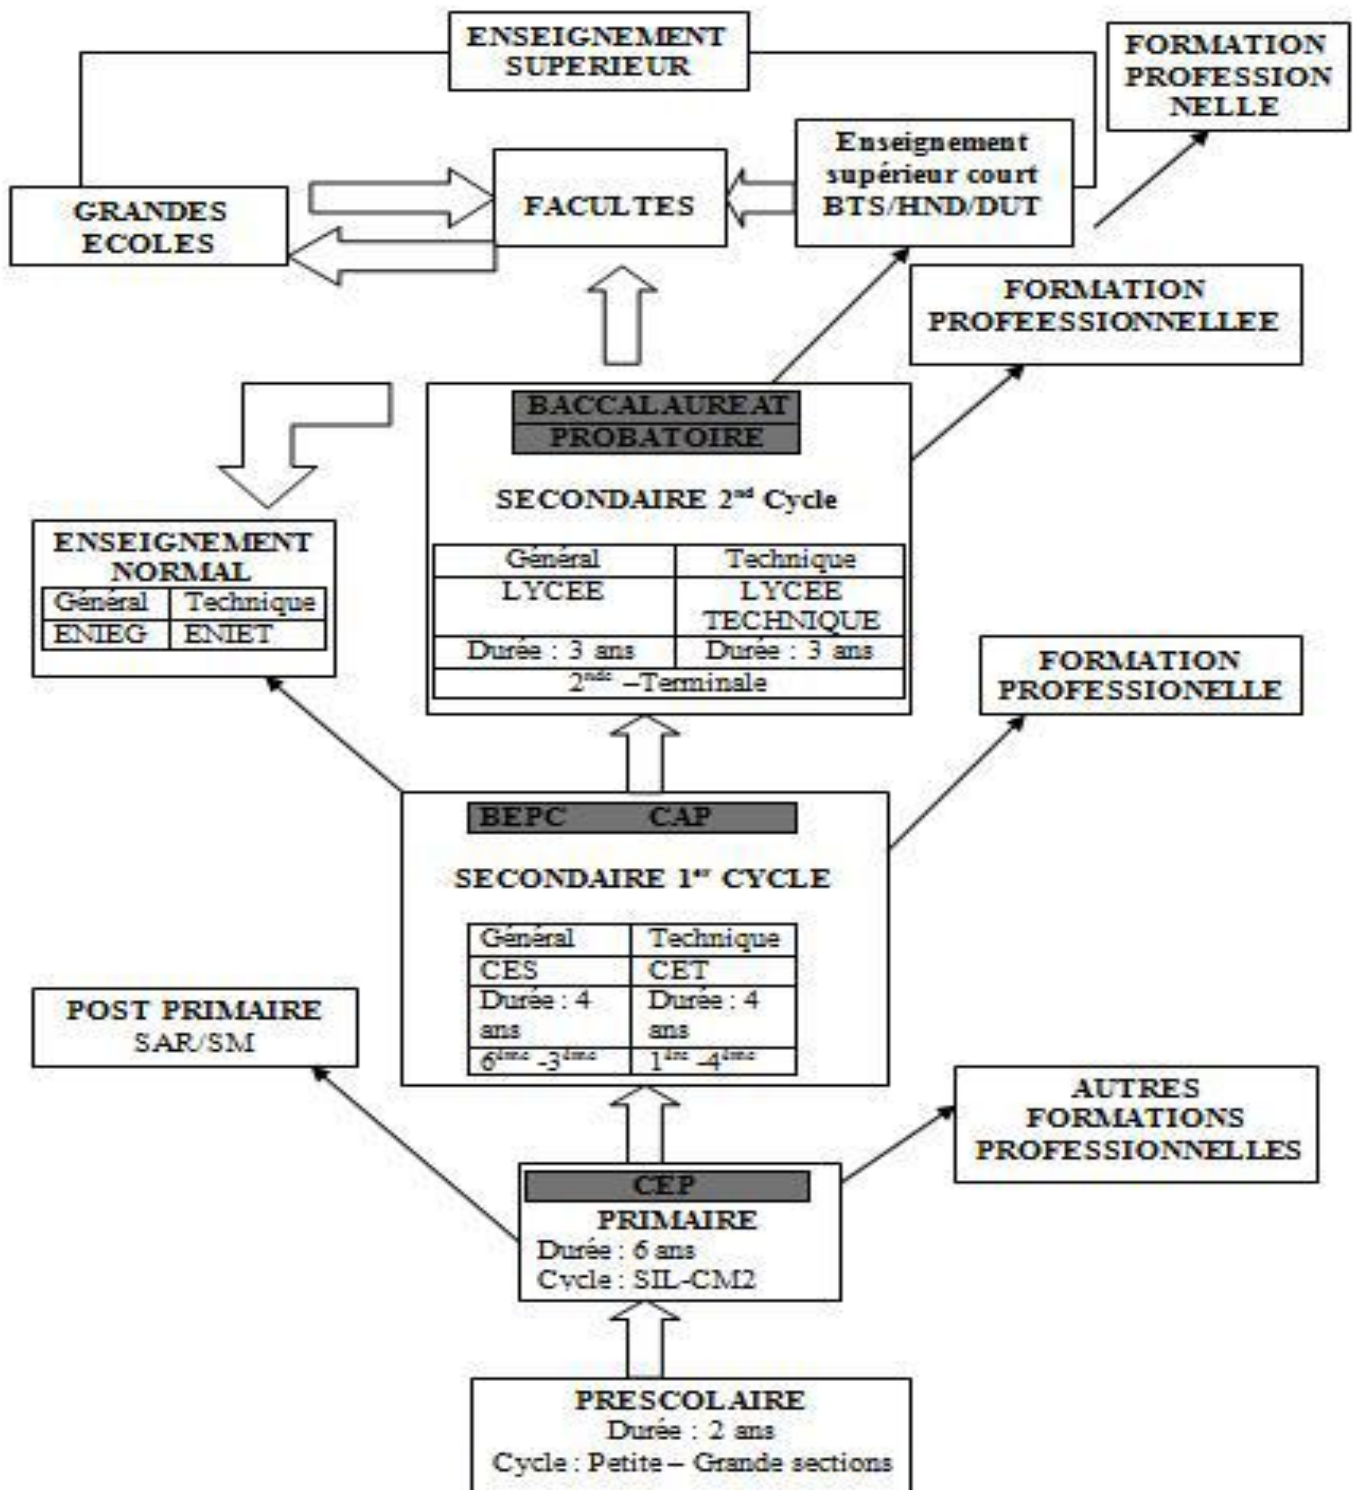 ENSEIGNEMENT
SUPERIEUR
FORMATION
PROFESSION
NELLE
Enseignement
supérieur court
BTS/HND/DUT
FACULTES
GRANDES
ECOLES
FORMATION
PROFEESSIONNELLEE
BACCALAUREAT
PROBATOIRE
SECONDAIRE 2nd Cycle
Général Technique
LYCEE LYCEE
TECHNIQUE
Durée : 3 ans Durée : 3 ans
2nde –Terminale
ENSEIGNEMENT
NORMAL
Général Technique
ENIEG ENIET
FORMATION
PROFESSIONELLE
BEPC CAP
SECONDAIRE 1er CYCLE
Général Technique
CES CET
Durée : 4 Durée : 4
ans ans
6ème -3ème 1ère -4ème
POST PRIMAIRE
SAR/SM
AUTRES
FORMATIONS
PROFESSIONNELLES
CEP
PRIMAIRE
Durée : 6 ans
Cycle : SIL-CM2
PRESCOLAIRE
Durée : 2 ans
Cycle : Petite – Grande sections